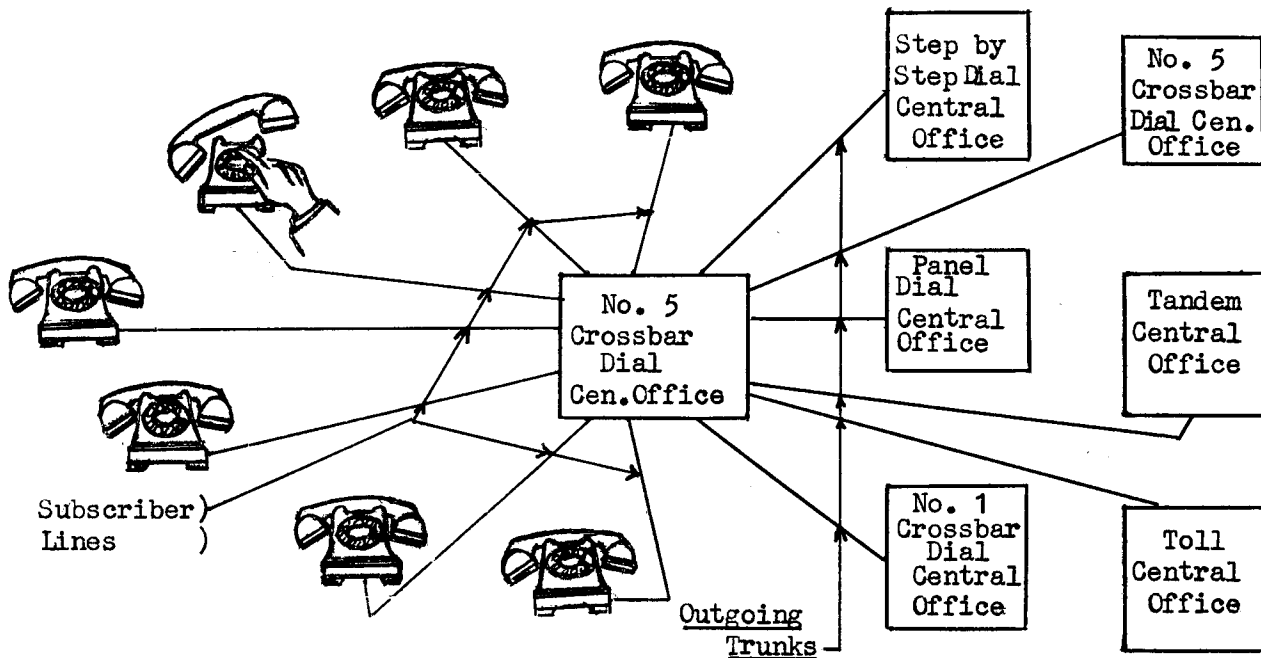 Step by
Step Dial
Central
Office
No. 5
Crossbar
Dial Cen.
Office
No. 5
Crossbar
Dial
Cen.Office
Panel
Dial
Central
Office
Tandem
Central
Office
Subscriber)
Lines )
No. 1
Crossbar
Dial
Central
Office
Toll
Central
Office
Outgoing
Trunks